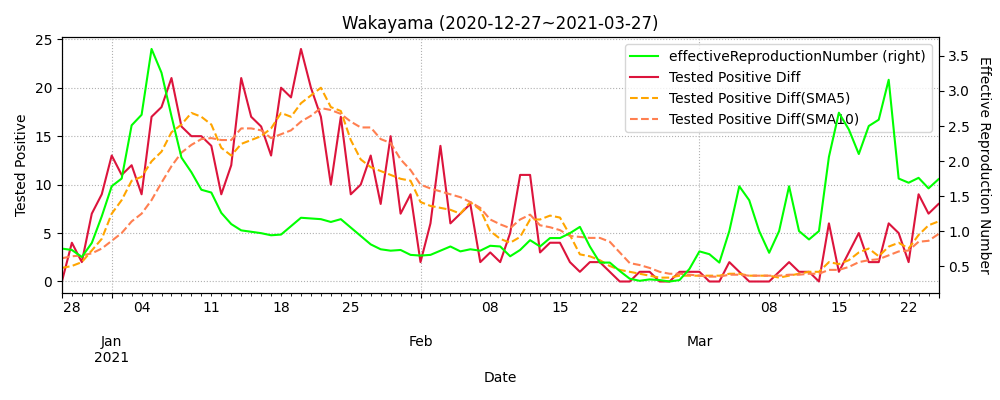 Wakayama (2020-12-27~2021-03-27)
effectiveReproductionNumber (right)
Tested Positive Diff
Tested Positive Diff(SMA5)
Tested Positive Diff(SMA10)
Tested Positive
25
20
15
10
5
0
Effective Reproduction Number
3.5
3.0
2.5
2.0
1.5
1.0
0.5
28 04 11 18 25 08 15 22 08 15 22
Jan Feb Mar
2021
Date